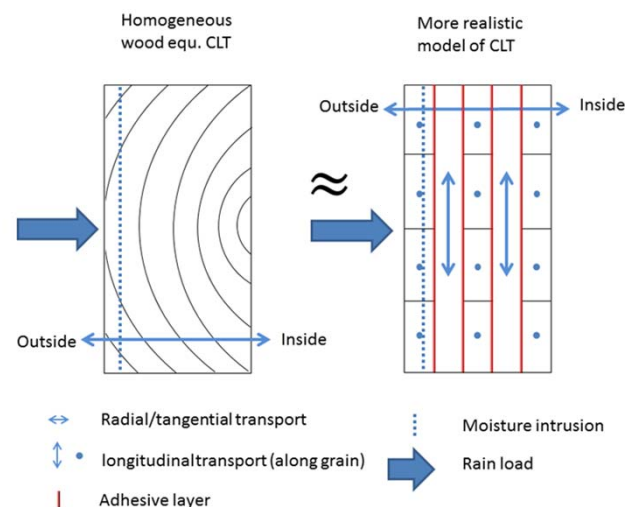 Homogeneous
wood equ. CLT
More realistic
model of CLT
Outside
Inside
≈
Outside
Inside
Radial/tangential transport
longitudinal transport (along grain)
Adhesive layer
Moisture intrusion
Rain load